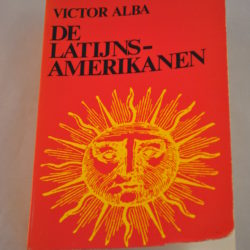 VICTOR ALBA
DE
LATIJNS-
AMERIKANEN